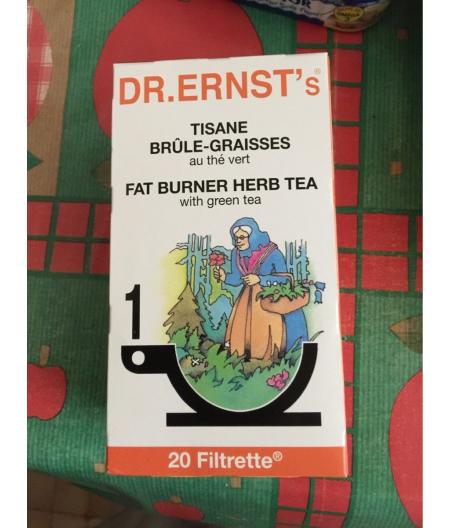 DR.ERNST's®
TISANE
BRÛLE-GRAISSES
au thé vert
FAT BURNER HERB TEA
with green tea
1
20 Filtrette®